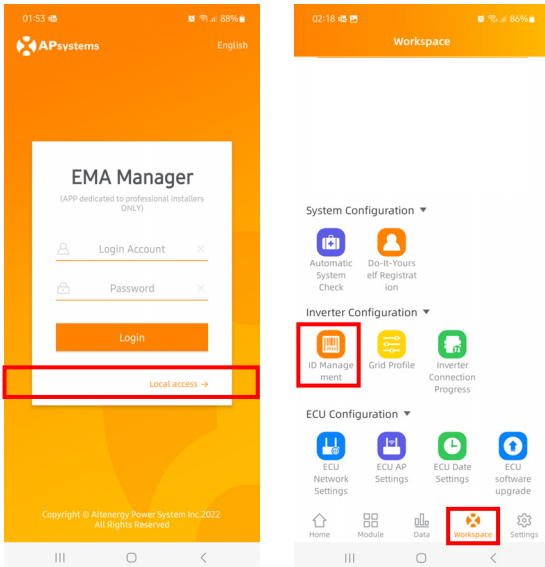 01:53 88%
APsystems English
EMA Manager
(APP dedicated to professional installers
ONLY)
Login Account
Password
Login
Local access →
Copyright © Altenergy Power System Inc.2022
All Rights Reserved
02:18 86%
Workspace
System Configuration ▼
Automatic
System
Check
Do-It-Yours
elf Registrat
ion
Inverter Configuration ▼
ID Manage
ment
Grid Profile
Inverter
Connection
Progress
ECU Configuration ▼
ECU
Network
Settings
ECU AP
Settings
ECU Date
Settings
ECU
software
upgrade
Home Module Data Workspace Settings